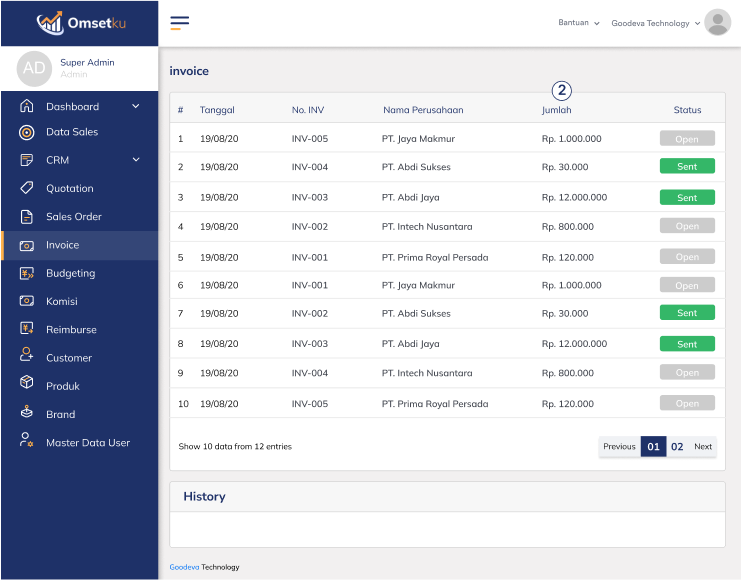 Omsetku
Bantuan Goodeva Technology
AD Super Admin
Admin
Dashboard
Data Sales
CRM
Quotation
Sales Order
Invoice
Budgeting
Komisi
Reimburse
Customer
Produk
Brand
Master Data User
invoice
2
# Tanggal No. INV Nama Perusahaan Jumlah Status
1 19/08/20 INV-005 PT. Jaya Makmur Rp. 1.000.000 Open
2 19/08/20 INV-004 PT. Abdi Sukses Rp. 30.000 Sent
3 19/08/20 INV-003 PT. Abdi Jaya Rp. 12.000.000 Sent
4 19/08/20 INV-002 PT. Intech Nusantara Rp. 800.000 Open
5 19/08/20 INV-001 PT. Prima Royal Persada Rp. 120.000 Open
6 19/08/20 INV-001 PT. Jaya Makmur Rp. 1.000.000 Open
7 19/08/20 INV-002 PT. Abdi Sukses Rp. 30.000 Sent
8 19/08/20 INV-003 PT. Abdi Jaya Rp. 12.000.000 Sent
9 19/08/20 INV-004 PT. Intech Nusantara Rp. 800.000 Open
10 19/08/20 INV-005 PT. Prima Royal Persada Rp. 120.000 Open
Show 10 data from 12 entries Previous 01 02 Next
History
Goodeva Technology